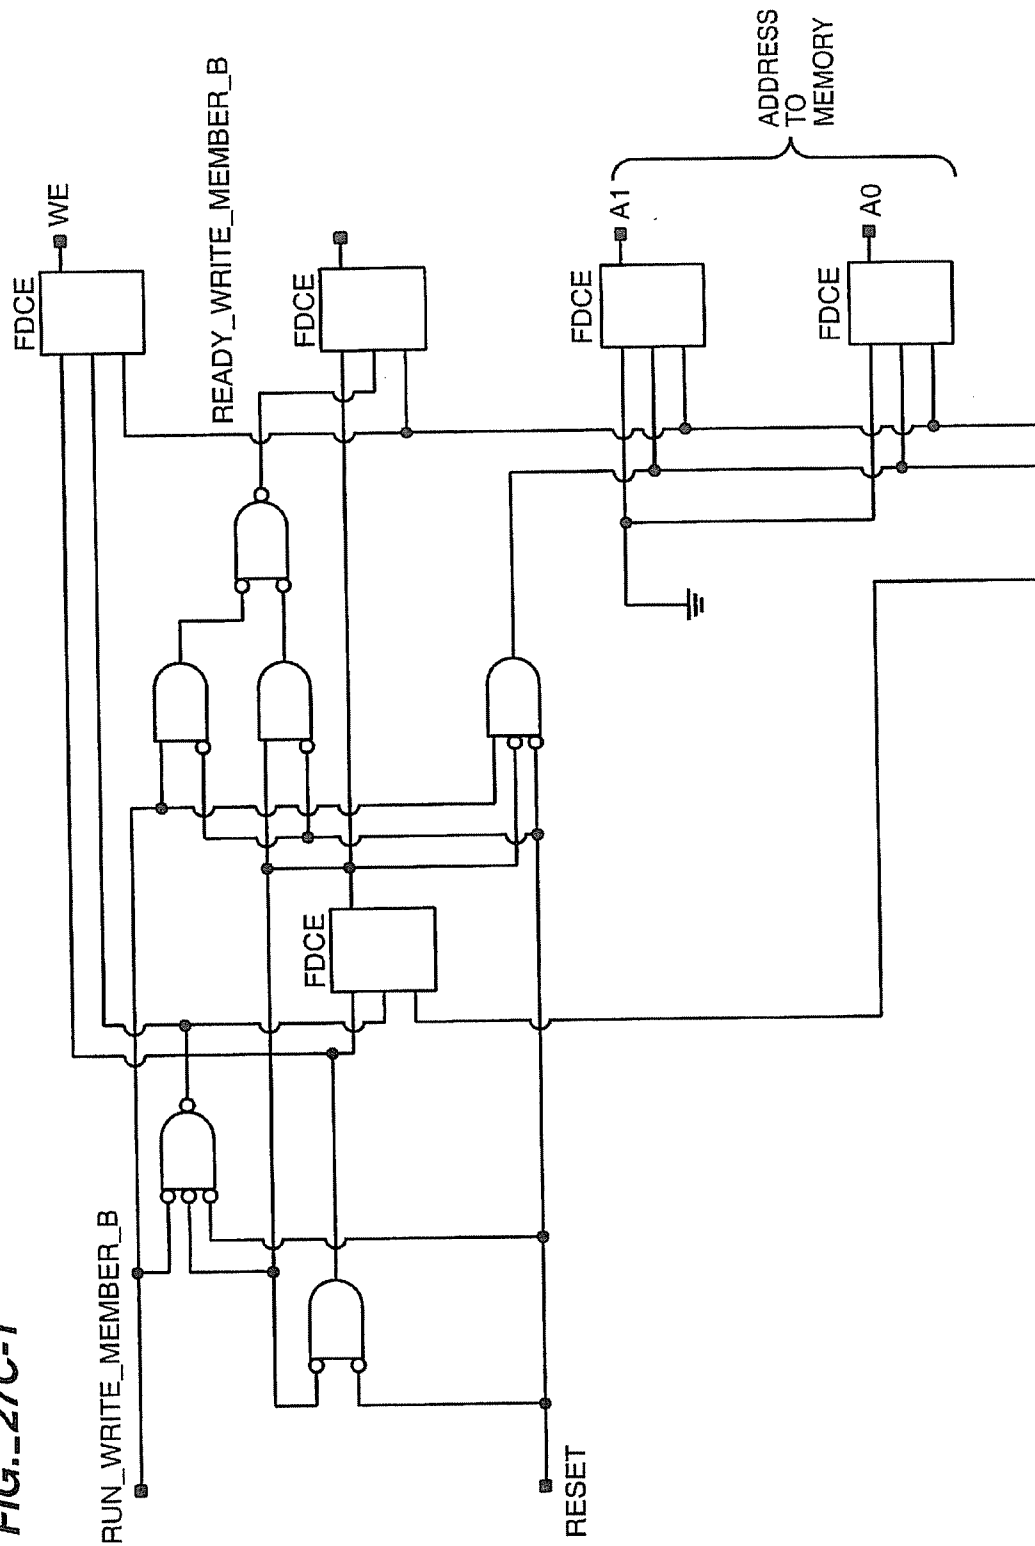 FIG._27C-1
RUN_WRITE_MEMBER_B
RESET
FDCE
FDCE
WE
READY_WRITE_MEMBER_B
FDCE
FDCE
A1
FDCE
A0
ADDRESS
TO
MEMORY